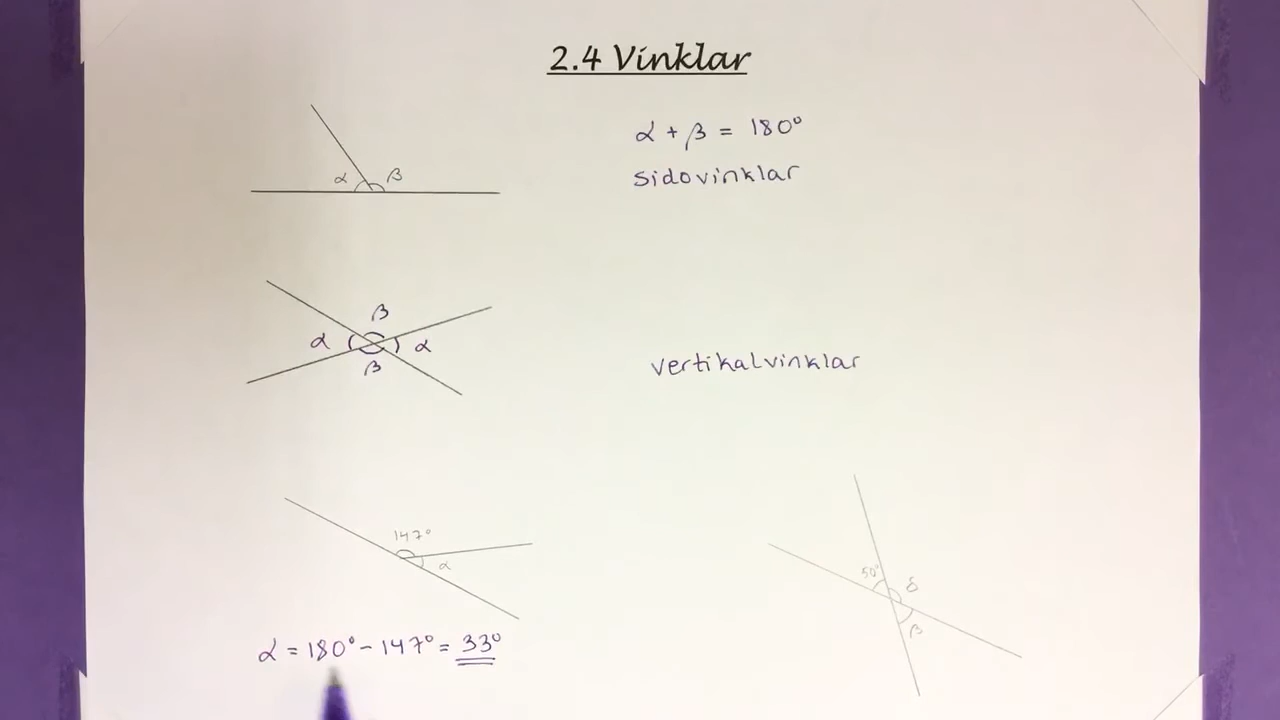 2.4 Vinklar
α β
α + β = 180°
sidovinklar
β
α α
β
vertikalvinklar
147°
α
50° δ
β
α = 180° - 147° = 33°